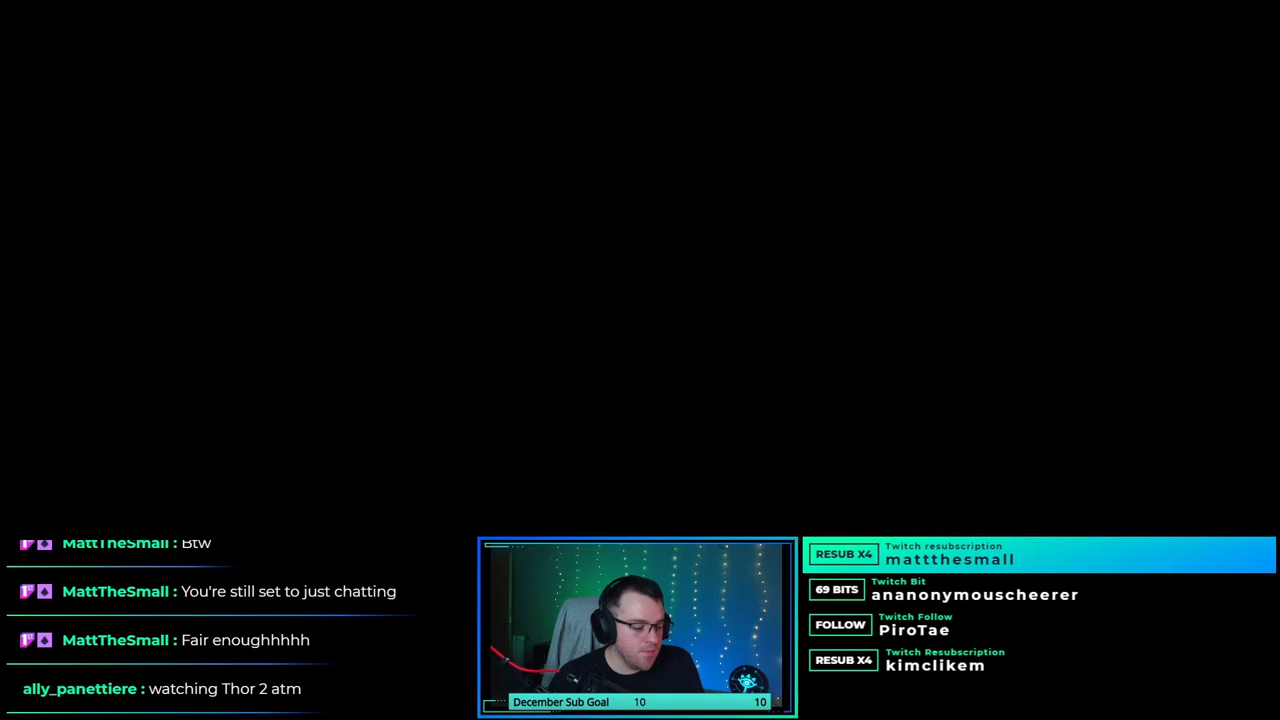 MattTheSmall : Btw
MattTheSmall : You're still set to just chatting
MattTheSmall : Fair enoughhhhh
ally_panettiere : watching Thor 2 atm
December Sub Goal 10 10
RESUB X4 Twitch resubscription
mattthesmall
69 BITS Twitch Bit
ananonymouscheerer
FOLLOW Twitch Follow
PiroTae
RESUB X4 Twitch Resubscription
kimclikem